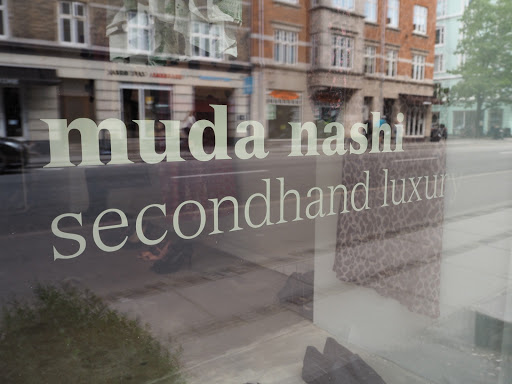 muda nashi
secondhand luxury